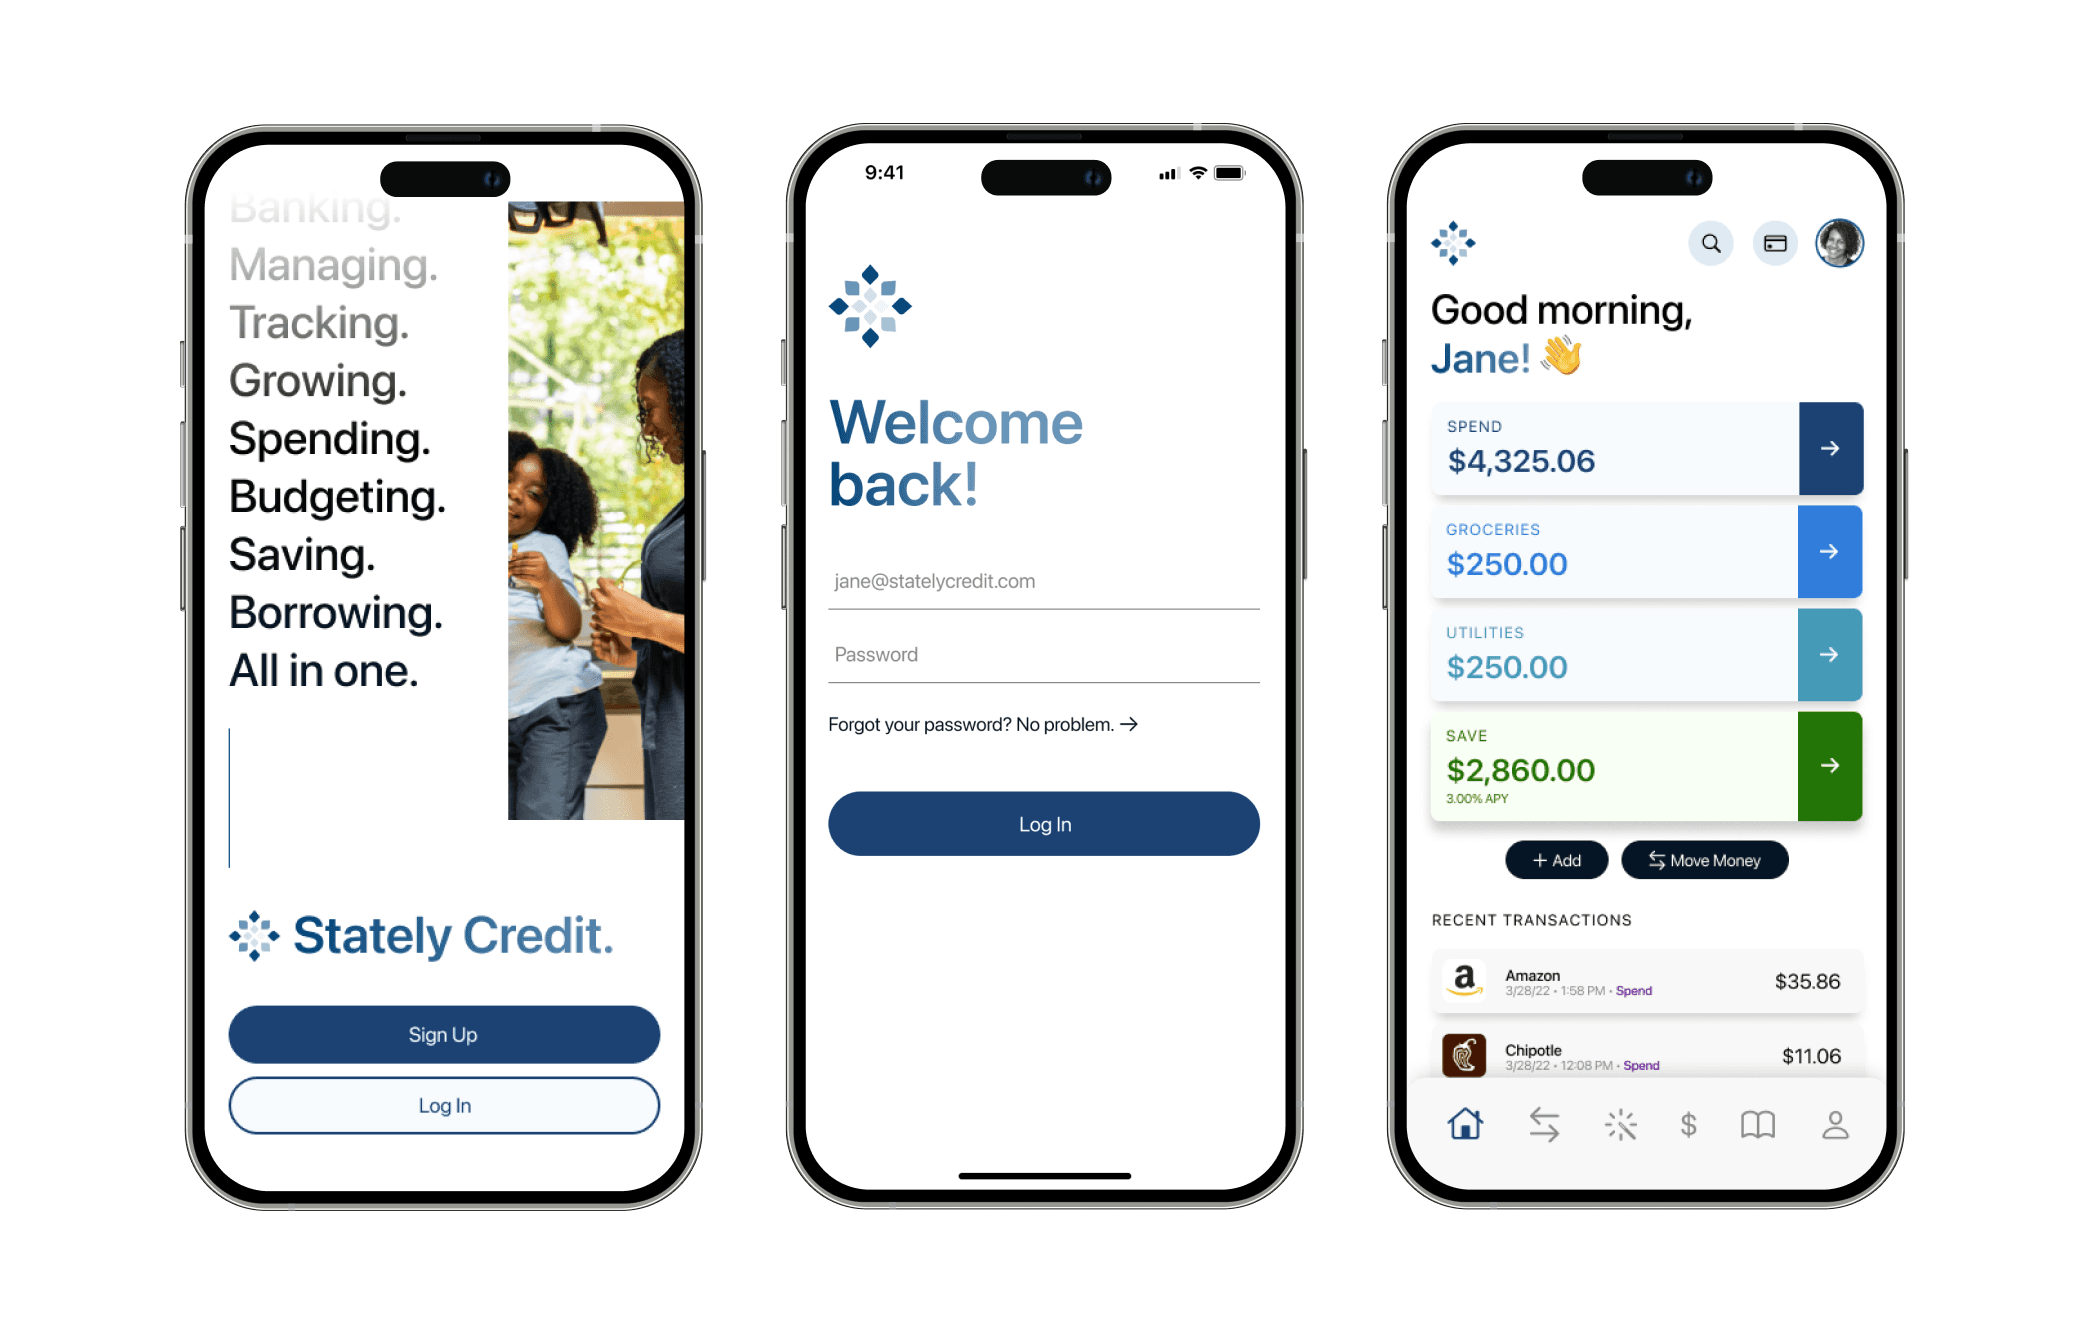 Banking.
Managing.
Tracking.
Growing.
Spending.
Budgeting.
Saving.
Borrowing.
All in one.
Stately Credit.
Sign Up
Log In
9:41
Welcome
back!
jane@statelycredit.com
Password
Forgot your password? No problem. →
Log In
Good morning,
Jane! 👋
SPEND
$4,325.06
GROCERIES
$250.00
UTILITIES
$250.00
SAVE
$2,860.00
3.00% APY
+ Add
Move Money
RECENT TRANSACTIONS
a
Amazon
$35.86
3/28/22 • 1:58 PM • Spend
Chipotle
$11.06
3/28/22 • 12:08 PM • Spend
$